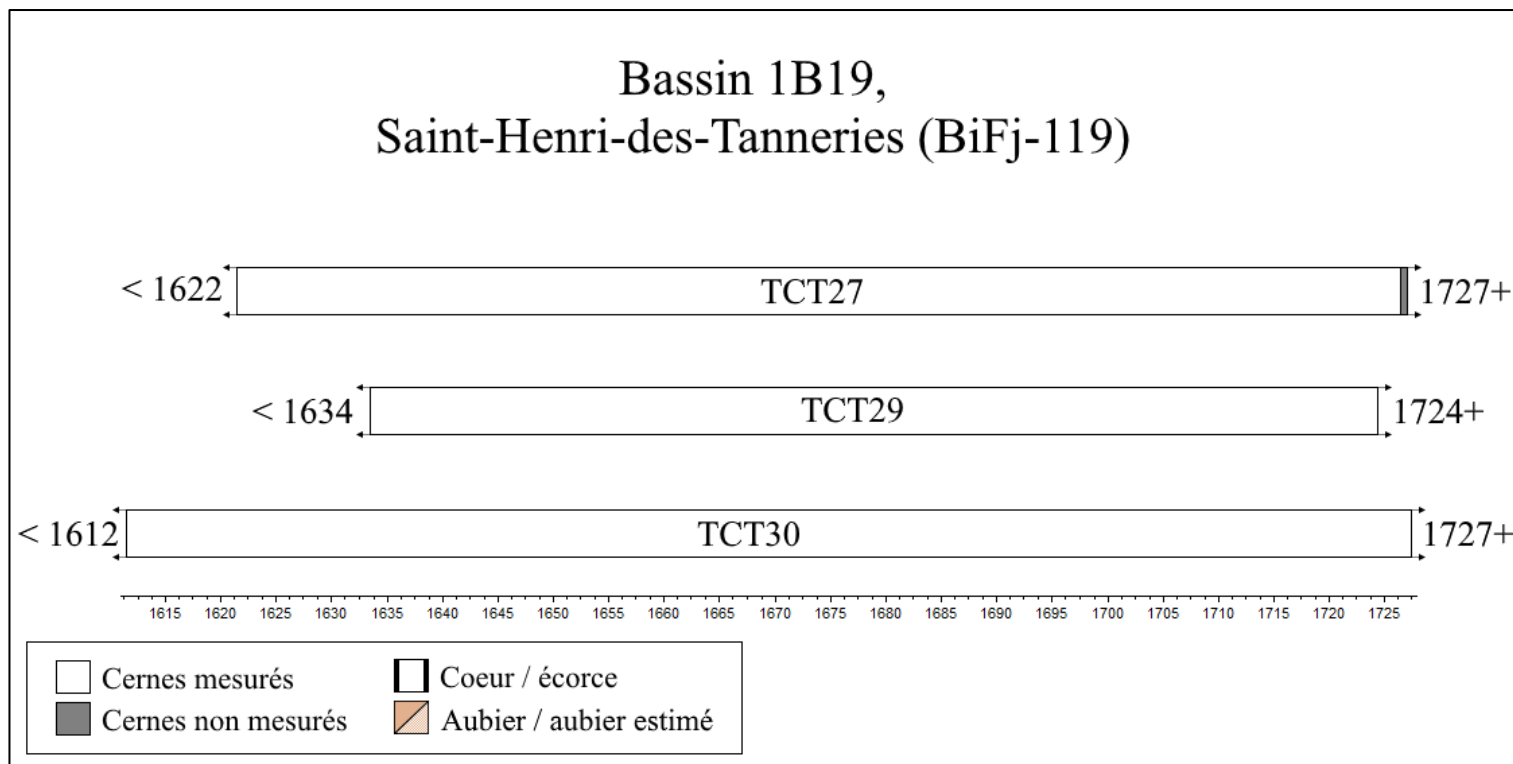 Bassin 1B19,
Saint-Henri-des-Tanneries (BiFj-119)
< 1622 TCT27 1727+
< 1634 TCT29 1724+
< 1612 TCT30 1727+
1615 1620 1625 1630 1635 1640 1645 1650 1655 1660 1665 1670 1675 1680 1685 1690 1695 1700 1705 1710 1715 1720 1725
Cernes mesurés Coeur / écorce
Cernes non mesurés Aubier / aubier estimé